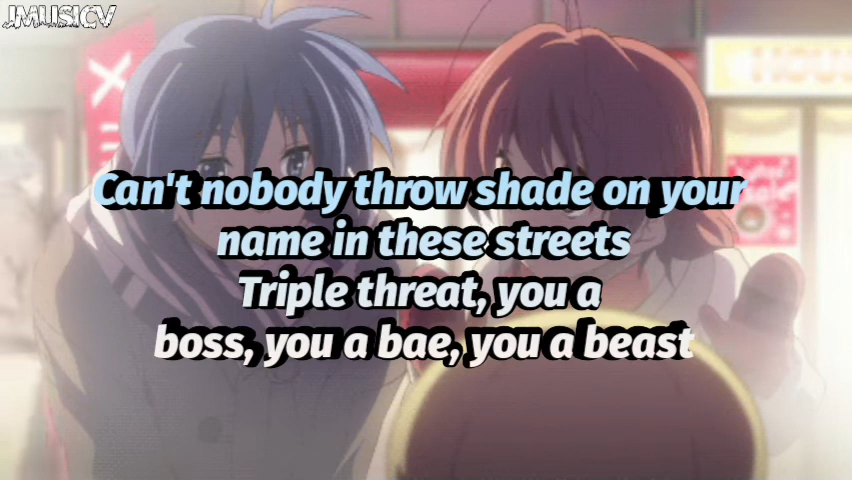 JMUSICV
Can't nobody throw shade on your
name in these streets
Triple threat, you a
boss, you a bae, you a beast
HOUS